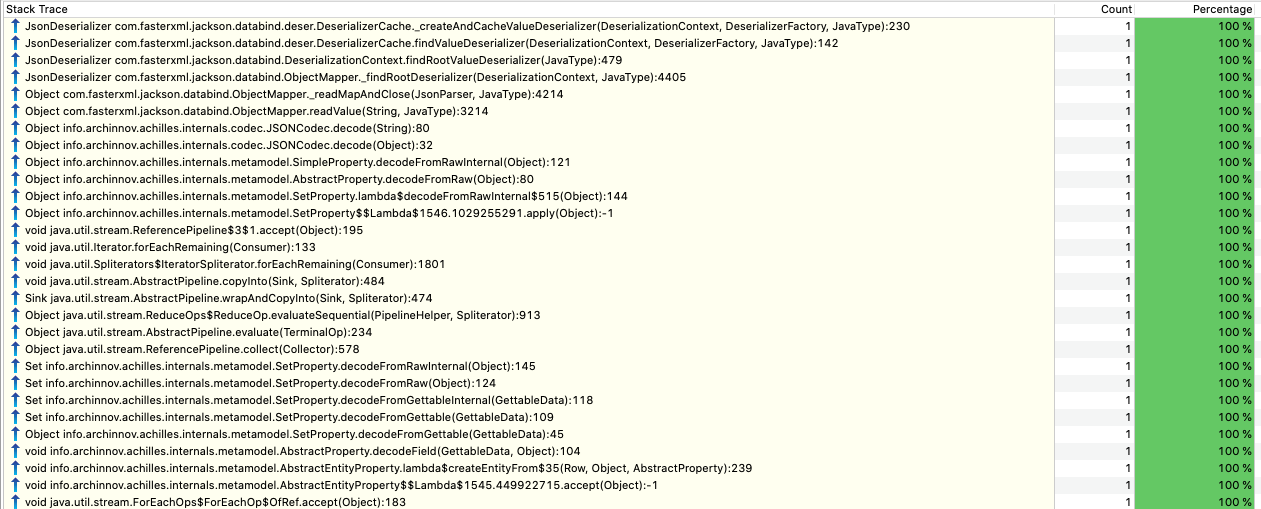 Stack Trace Count Percentage
JsonDeserializer com.fasterxml.jackson.databind.deser.DeserializerCache._createAndCacheValueDeserializer(DeserializationContext, DeserializerFactory, JavaType):230 1 100 %
JsonDeserializer com.fasterxml.jackson.databind.deser.DeserializerCache.findValueDeserializer(DeserializationContext, DeserializerFactory, JavaType):142 1 100 %
JsonDeserializer com.fasterxml.jackson.databind.DeserializationContext.findRootValueDeserializer(JavaType):479 1 100 %
JsonDeserializer com.fasterxml.jackson.databind.ObjectMapper._findRootDeserializer(DeserializationContext, JavaType):4405 1 100 %
Object com.fasterxml.jackson.databind.ObjectMapper._readMapAndClose(JsonParser, JavaType):4214 1 100 %
Object com.fasterxml.jackson.databind.ObjectMapper.readValue(String, JavaType):3214 1 100 %
Object info.archinnov.achilles.internals.codec.JSONCodec.decode(String):80 1 100 %
Object info.archinnov.achilles.internals.codec.JSONCodec.decode(Object):32 1 100 %
Object info.archinnov.achilles.internals.metamodel.SimpleProperty.decodeFromRawInternal(Object):121 1 100 %
Object info.archinnov.achilles.internals.metamodel.AbstractProperty.decodeFromRaw(Object):80 1 100 %
Object info.archinnov.achilles.internals.metamodel.SetProperty.lambda$decodeFromRawInternal$515(Object):144 1 100 %
Object info.archinnov.achilles.internals.metamodel.SetProperty$$Lambda$1546.1029255291.apply(Object):-1 1 100 %
void java.util.stream.ReferencePipeline$3$1.accept(Object):195 1 100 %
void java.util.Iterator.forEachRemaining(Consumer):133 1 100 %
void java.util.Spliterators$IteratorSpliterator.forEachRemaining(Consumer):1801 1 100 %
void java.util.stream.AbstractPipeline.copyInto(Sink, Spliterator):484 1 100 %
Sink java.util.stream.AbstractPipeline.wrapAndCopyInto(Sink, Spliterator):474 1 100 %
Object java.util.stream.ReduceOps$ReduceOp.evaluateSequential(PipelineHelper, Spliterator):913 1 100 %
Object java.util.stream.AbstractPipeline.evaluate(TerminalOp):234 1 100 %
Object java.util.stream.ReferencePipeline.collect(Collector):578 1 100 %
Set info.archinnov.achilles.internals.metamodel.SetProperty.decodeFromRawInternal(Object):145 1 100 %
Set info.archinnov.achilles.internals.metamodel.SetProperty.decodeFromRaw(Object):124 1 100 %
Set info.archinnov.achilles.internals.metamodel.SetProperty.decodeFromGettableInternal(GettableData):118 1 100 %
Set info.archinnov.achilles.internals.metamodel.SetProperty.decodeFromGettable(GettableData):109 1 100 %
Object info.archinnov.achilles.internals.metamodel.SetProperty.decodeFromGettable(GettableData):45 1 100 %
void info.archinnov.achilles.internals.metamodel.AbstractProperty.decodeField(GettableData, Object):104 1 100 %
void info.archinnov.achilles.internals.metamodel.AbstractEntityProperty.lambda$createEntityFrom$35(Row, Object, AbstractProperty):239 1 100 %
void info.archinnov.achilles.internals.metamodel.AbstractEntityProperty$$Lambda$1545.449922715.accept(Object):-1 1 100 %
void java.util.stream.ForEachOps$ForEachOp$OfRef.accept(Object):183 1 100 %